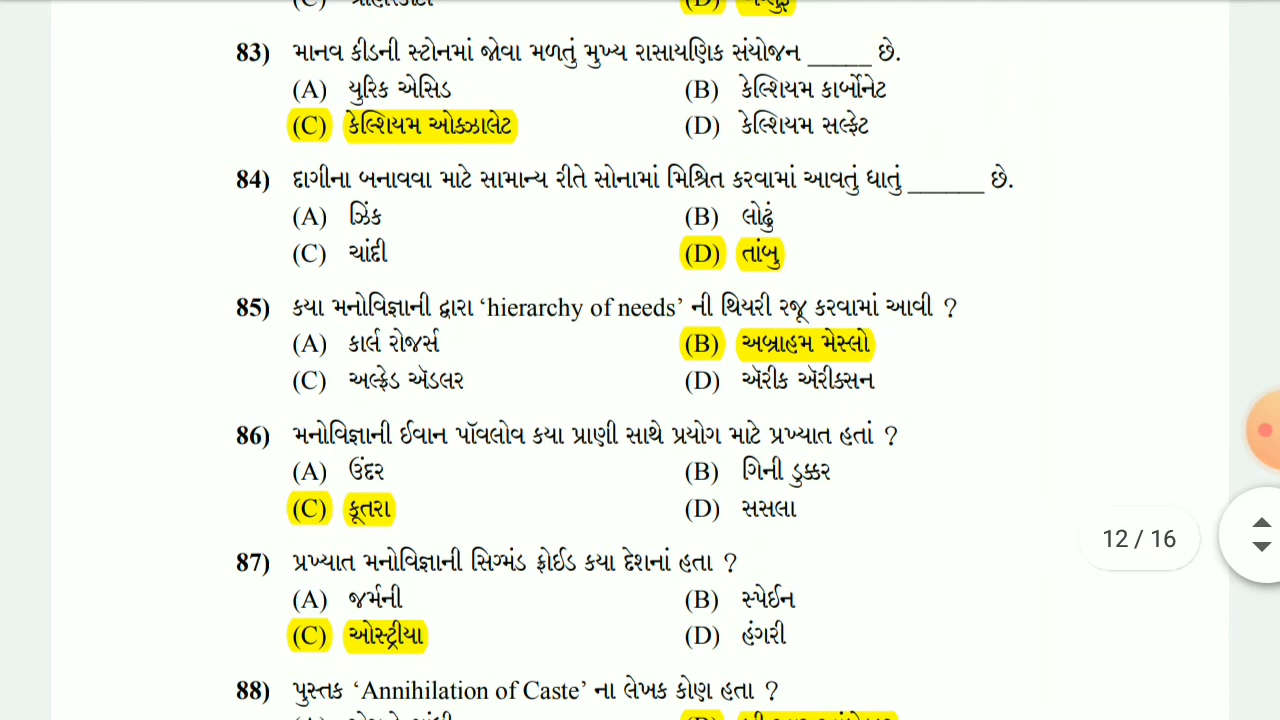 83) માનવ કીડની સ્ટોનમાં જોવા મળતું મુખ્ય રાસાયણિક સંયોજન _____ છે.
(A) યુરિક એસિડ (B) કેલ્શિયમ કાર્બોનેટ
(C) કેલ્શિયમ ઓક્ઝાલેટ (D) કેલ્શિયમ સલ્ફેટ
84) દાગીના બનાવવા માટે સામાન્ય રીતે સોનામાં મિશ્રિત કરવામાં આવતું ધાતું ______ છે.
(A) ઝિંક (B) લોઢું
(C) ચાંદી (D) તાંબુ
85) કયા મનોવિજ્ઞાની દ્વારા ‘hierarchy of needs’ ની થિયરી રજૂ કરવામાં આવી ?
(A) કાર્લ રોજર્સ (B) અબ્રાહમ મેસ્લો
(C) અલ્ફ્રેડ ઍડલર (D) ઍરીક ઍરીક્સન
86) મનોવિજ્ઞાની ઈવાન પૉવલોવ કયા પ્રાણી સાથે પ્રયોગ માટે પ્રખ્યાત હતાં ?
(A) ઉંદર (B) ગિની ડુક્કર
(C) કૂતરા (D) સસલા
12 / 16
87) પ્રખ્યાત મનોવિજ્ઞાની સિગ્મંડ ફ્રોઈડ કયા દેશનાં હતા ?
(A) જર્મની (B) સ્પેઈન
(C) ઓસ્ટ્રીયા (D) હંગરી
88) પુસ્તક ‘Annihilation of Caste’ ના લેખક કોણ હતા ?